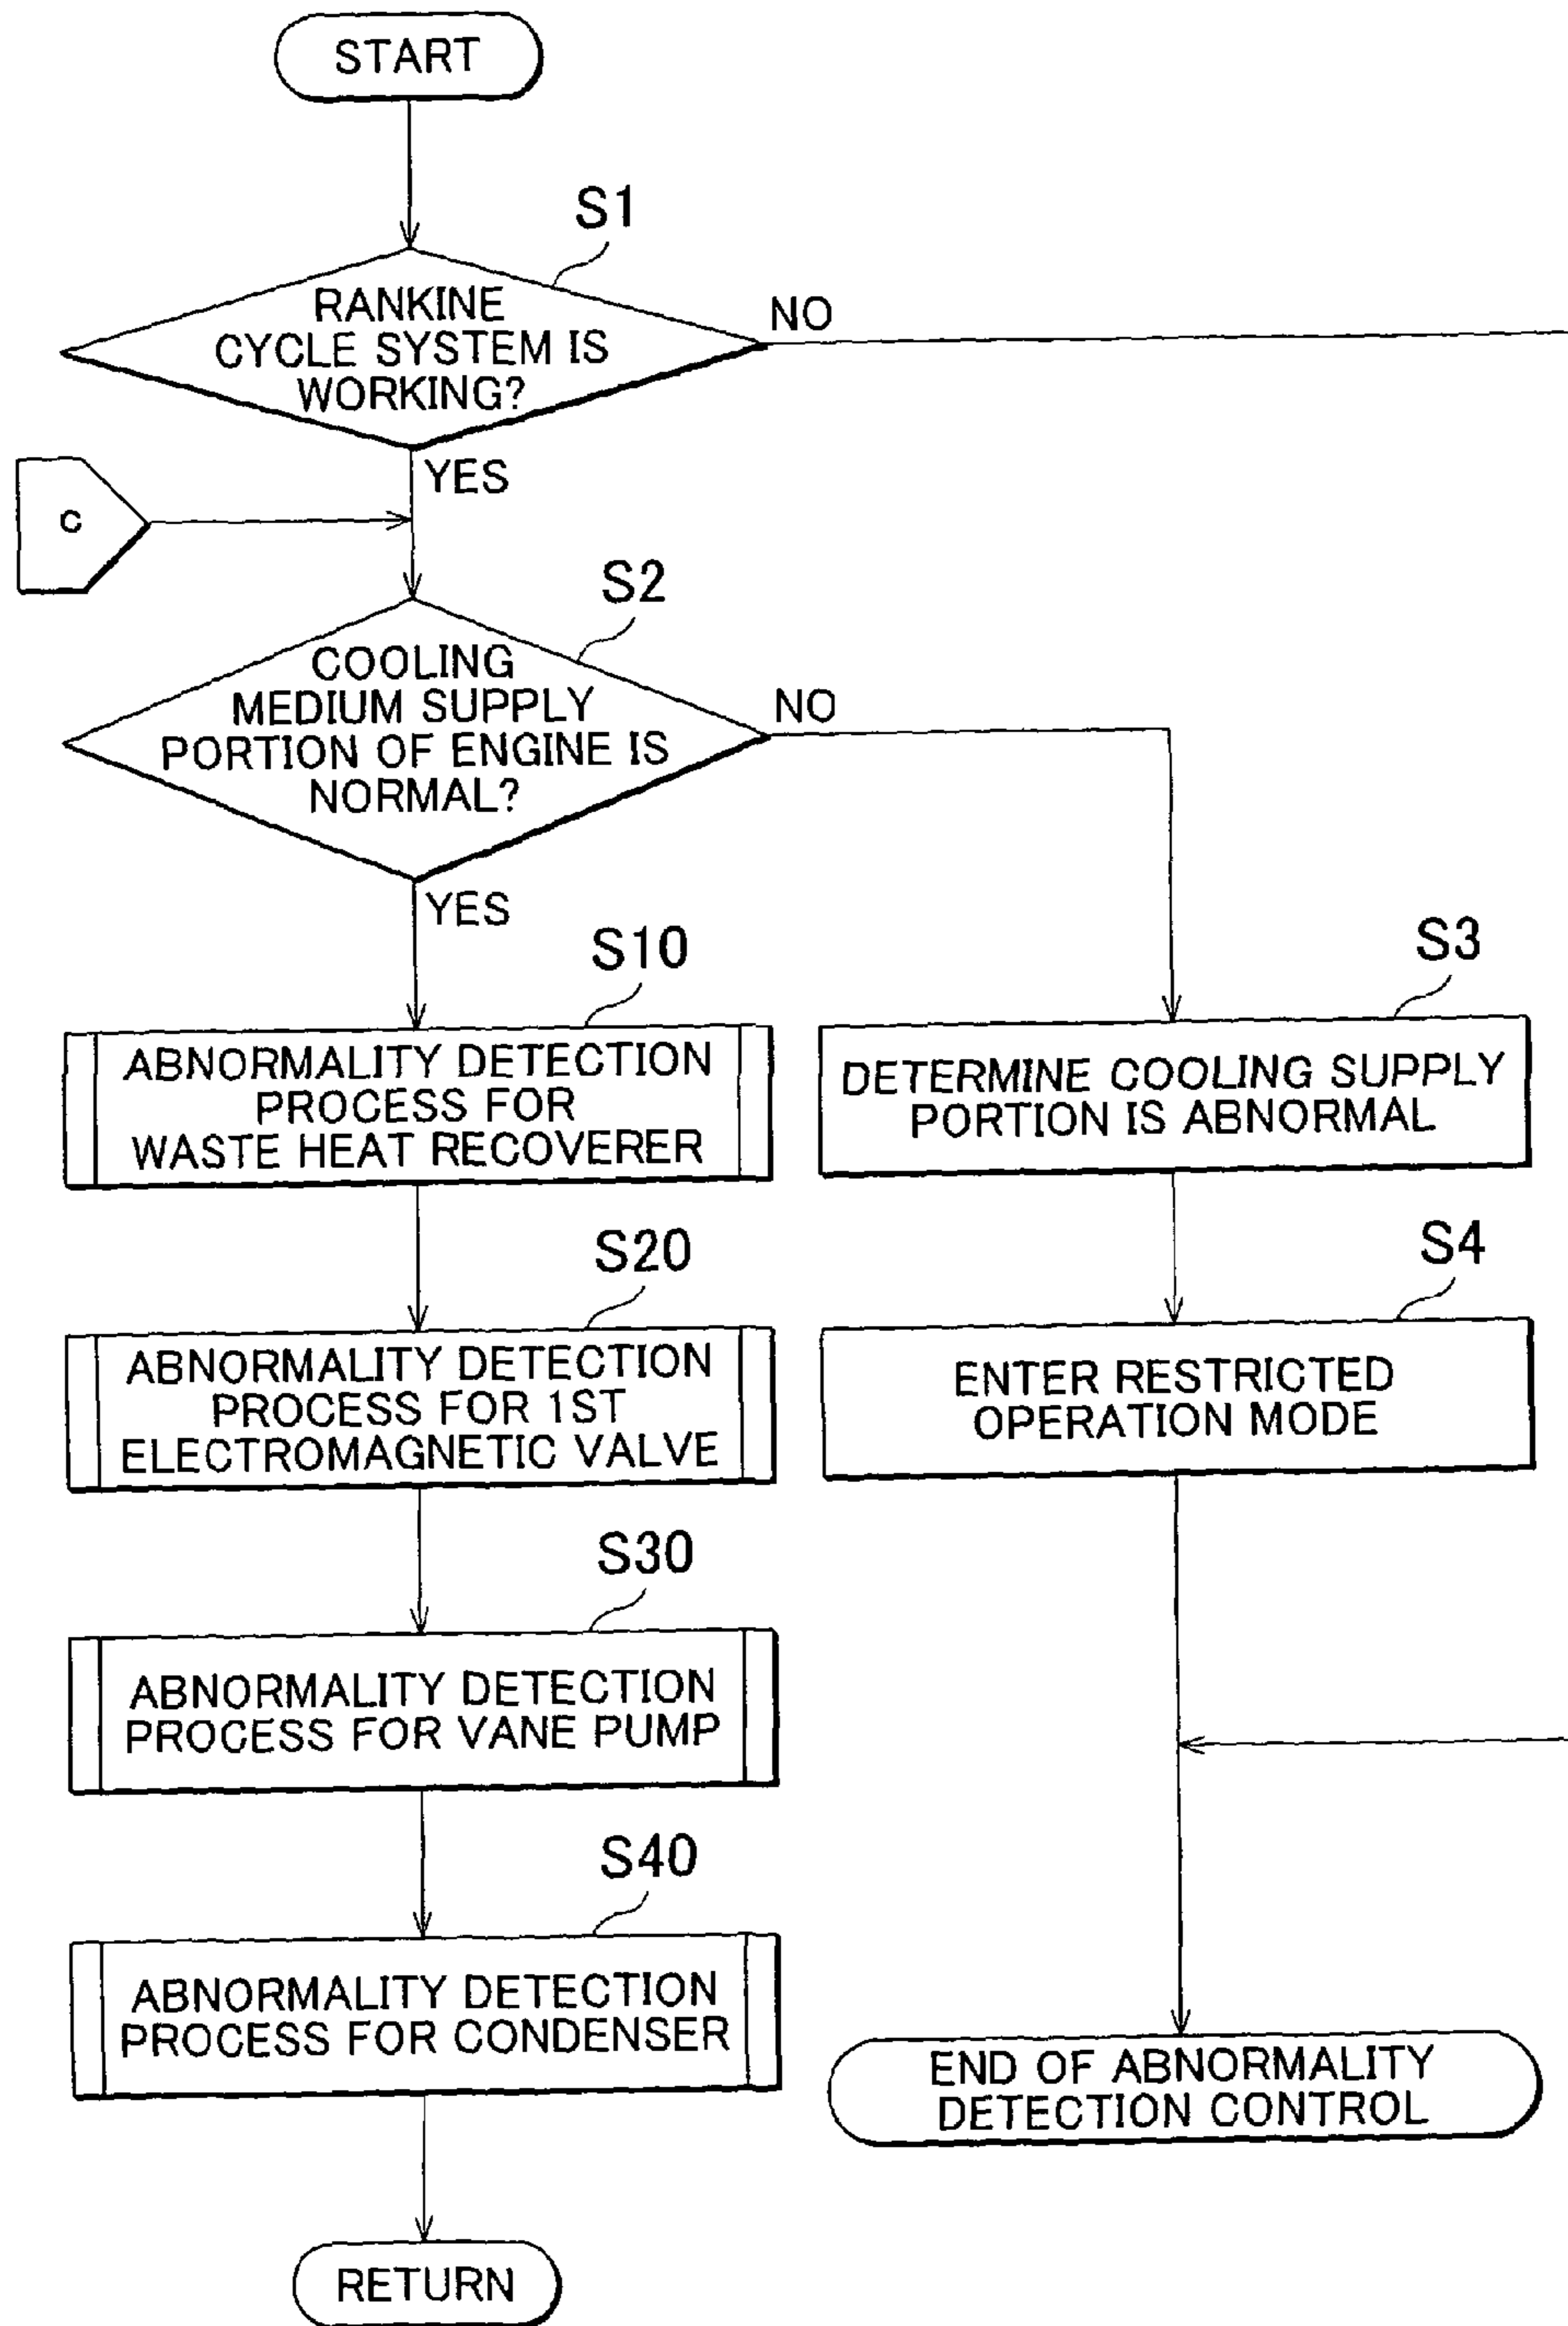 START
S1
RANKINE
CYCLE SYSTEM IS
WORKING?
NO
YES
c
S2
COOLING
MEDIUM SUPPLY
PORTION OF ENGINE IS
NORMAL?
NO
YES
S10
ABNORMALITY DETECTION
PROCESS FOR
WASTE HEAT RECOVERER
S3
DETERMINE COOLING SUPPLY
PORTION IS ABNORMAL
S20
ABNORMALITY DETECTION
PROCESS FOR 1ST
ELECTROMAGNETIC VALVE
S4
ENTER RESTRICTED
OPERATION MODE
S30
ABNORMALITY DETECTION
PROCESS FOR VANE PUMP
S40
ABNORMALITY DETECTION
PROCESS FOR CONDENSER
END OF ABNORMALITY
DETECTION CONTROL
RETURN